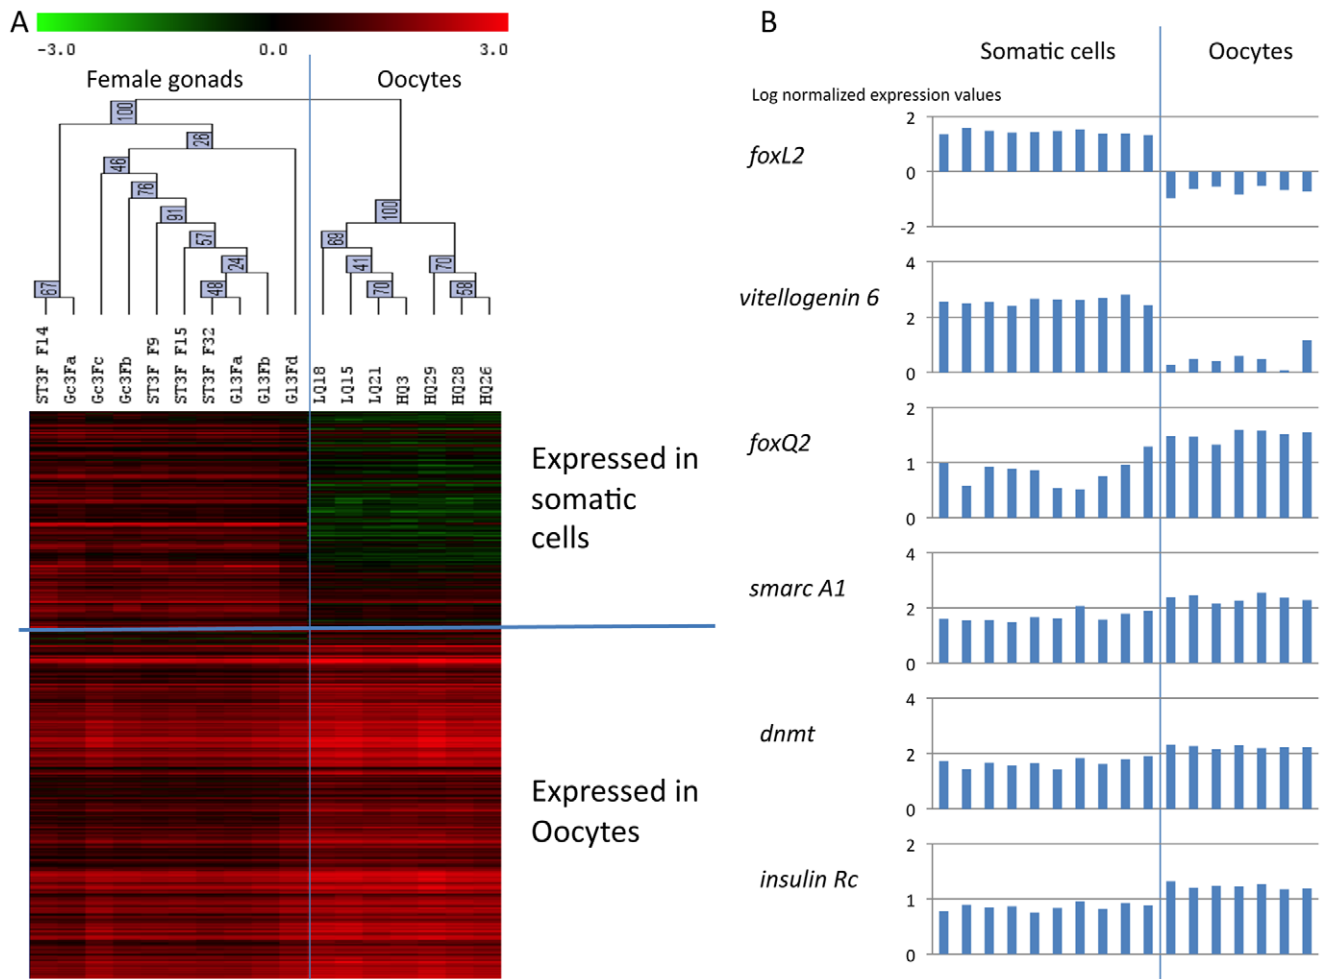 A
-3.0 0.0 3.0
Female gonads Oocytes
100
26
46
76
91
57
24
67 48
100
69
41 70
70 58
ST3F F14
Gc3Fa
Gc3Fc
Gc3Fb
ST3F F9
ST3F F15
ST3F F32
G13Fa
G13Fb
G13Fd
LQ18
LQ15
LQ21
HQ3
HQ29
HQ28
HQ26
Expressed in
somatic
cells
Expressed in
Oocytes
B
Somatic cells Oocytes
Log normalized expression values
foxL2
2
0
-2
vitellogenin 6
4
2
0
foxQ2
2
1
0
smarc A1
4
2
0
dnmt
4
2
0
insulin Rc
2
1
0